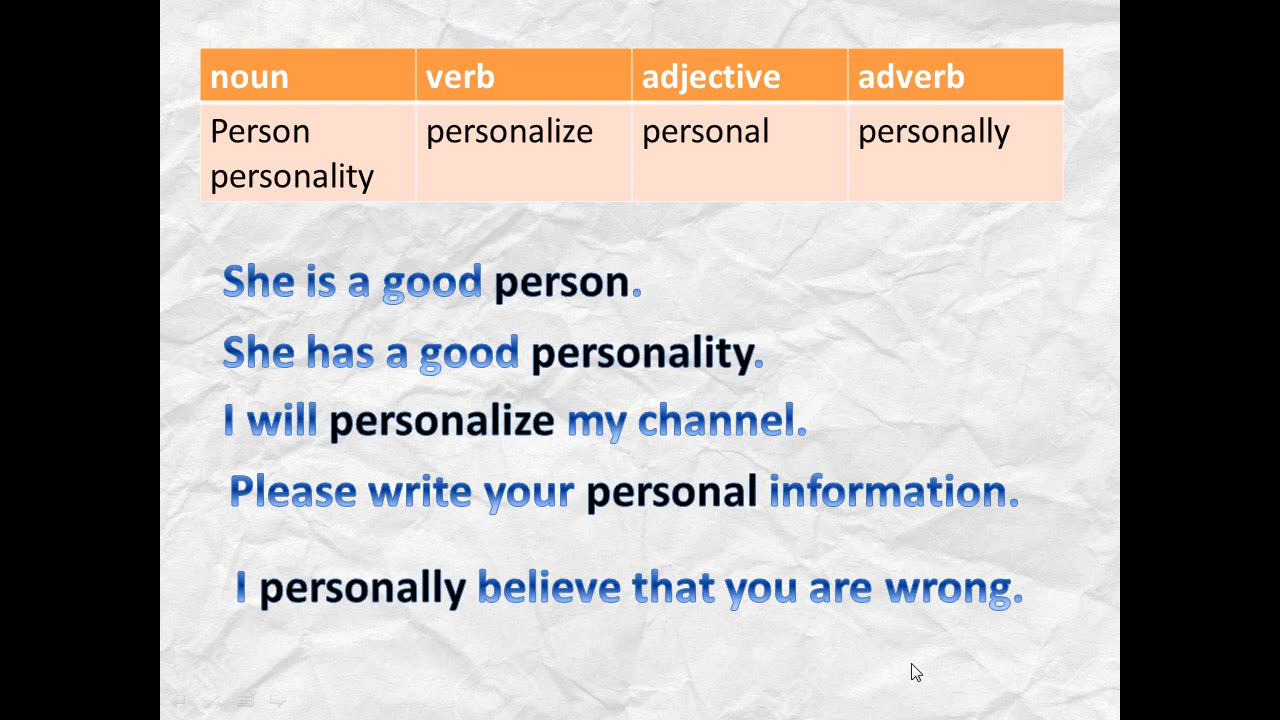 noun verb adjective adverb
Person personalize personal personally
personality
She is a good person.
She has a good personality.
I will personalize my channel.
Please write your personal information.
I personally believe that you are wrong.